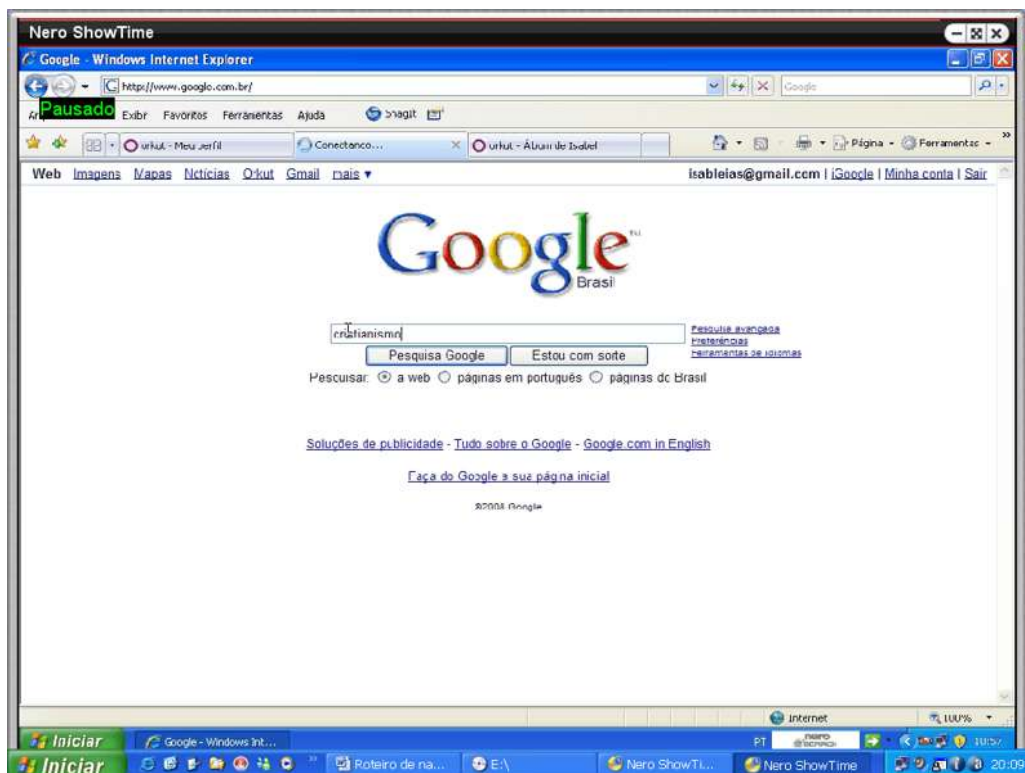 Nero ShowTime
Google - Windows Internet Explorer
http://www.google.com.br/
Google
Pausado
Exibir Favoritos Ferramentas Ajuda SnagIt
orkut - Meu perfil
Conectando...
orkut - Álbum de Isabel
Página
Ferramentas
Web Imagens Mapas Notícias Orkut Gmail mais ▼
isableias@gmail.com | iGoogle | Minha conta | Sair
Google
Brasil
cristianismo
Pesquisa avançada
Preferências
Ferramentas de idiomas
Pesquisa Google
Estou com sorte
Pesquisar: a web páginas em português páginas do Brasil
Soluções de publicidade - Tudo sobre o Google - Google.com in English
Faça do Google a sua página inicial
©2008 Google
Internet
100%
Iniciar
Google - Windows Int...
PT
nero
10:57
Iniciar
Roteiro de na...
E:\
Nero ShowTi...
Nero ShowTime
20:09